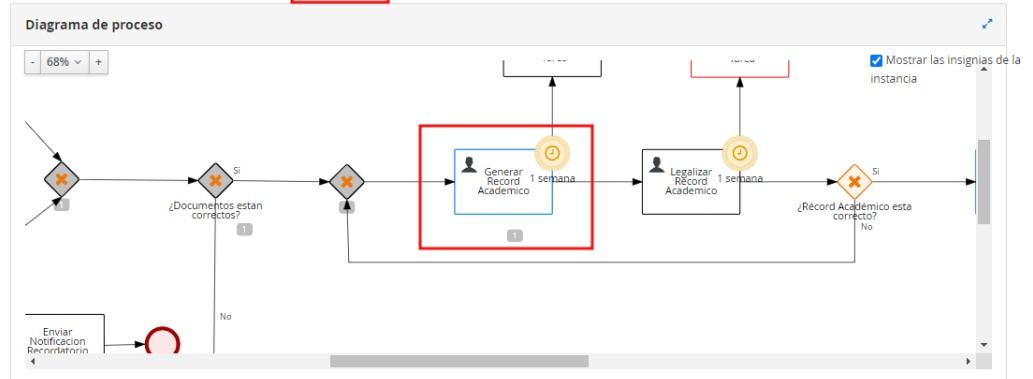 Diagrama de proceso
- 68% +
Mostrar las insignias de la
instancia
Si
¿Documentos estan
correctos?
1
No
Generar
Record
Academico
1 semana
1
Legalizar
Récord
Academico
1 semana
Si
¿Récord Académico esta
correcto?
No
Enviar
Notificacion
Recordatorio